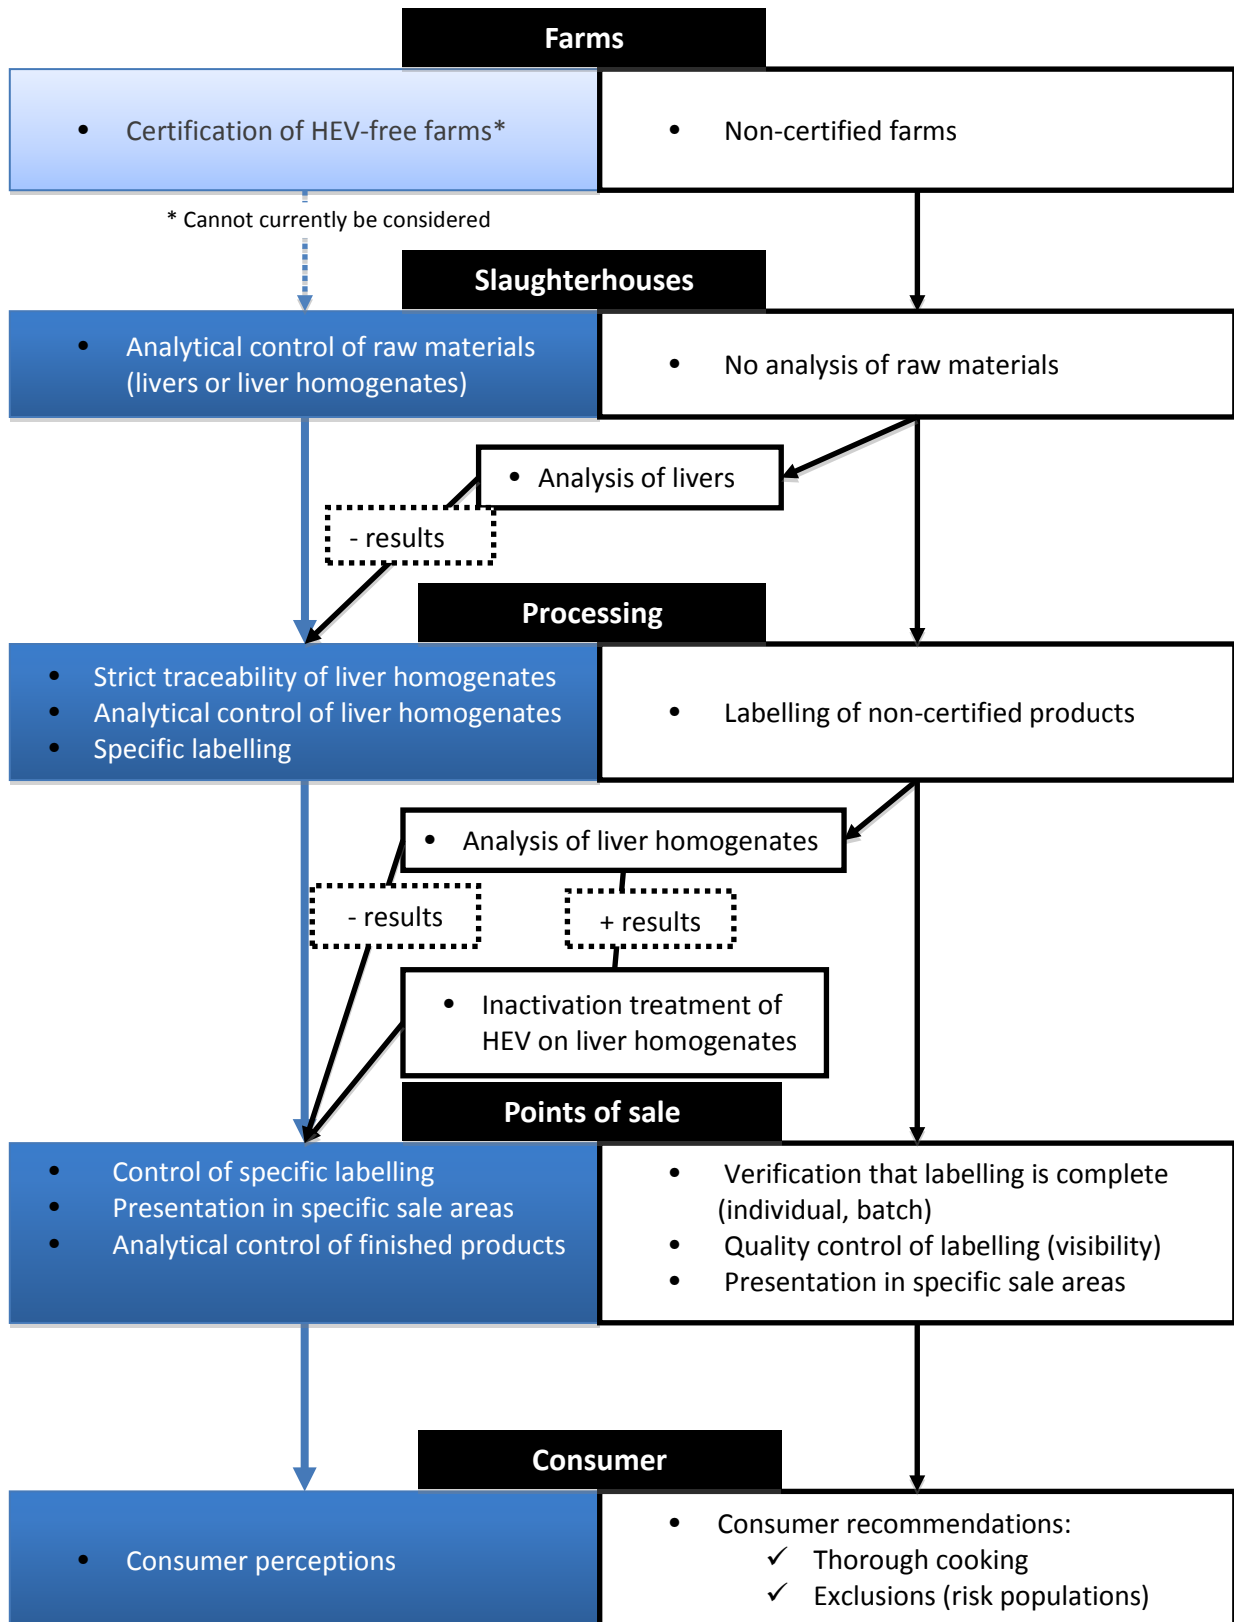 Farms
• Certification of HEV-free farms*
• Non-certified farms
* Cannot currently be considered
Slaughterhouses
• Analytical control of raw materials
(livers or liver homogenates)
• No analysis of raw materials
• Analysis of livers
- results
Processing
• Strict traceability of liver homogenates
• Analytical control of liver homogenates
• Specific labelling
• Labelling of non-certified products
• Analysis of liver homogenates
- results
+ results
• Inactivation treatment of
HEV on liver homogenates
Points of sale
• Control of specific labelling
• Presentation in specific sale areas
• Analytical control of finished products
• Verification that labelling is complete
(individual, batch)
• Quality control of labelling (visibility)
• Presentation in specific sale areas
Consumer
• Consumer perceptions
• Consumer recommendations:
✓ Thorough cooking
✓ Exclusions (risk populations)